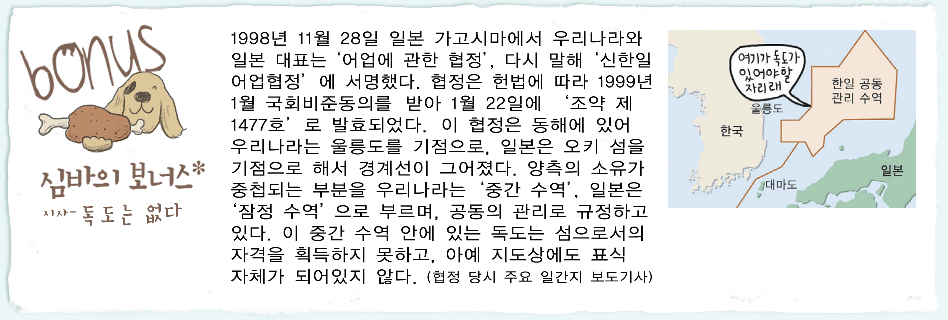 bonus
심바의 보너스*
시사- 독도는 없다
1998년 11월 28일 일본 가고시마에서 우리나라와
일본 대표는 ‘어업에 관한 협정’, 다시 말해 ‘신한일
어업협정’ 에 서명했다. 협정은 헌법에 따라 1999년
1월 국회비준동의를 받아 1월 22일에 ‘조약 제
1477호’ 로 발효되었다. 이 협정은 동해에 있어
우리나라는 울릉도를 기점으로, 일본은 오키 섬을
기점으로 해서 경계선이 그어졌다. 양측의 소유가
중첩되는 부분을 우리나라는 ‘중간 수역’, 일본은
‘잠정 수역’ 으로 부르며, 공동의 관리로 규정하고
있다. 이 중간 수역 안에 있는 독도는 섬으로서의
자격을 획득하지 못하고, 아예 지도상에도 표식
자체가 되어있지 않다. (협정 당시 주요 일간지 보도기사)
여기가 독도가
있어야할
자리래
울릉도
한일 공동
관리 수역
한국
대마도
일본